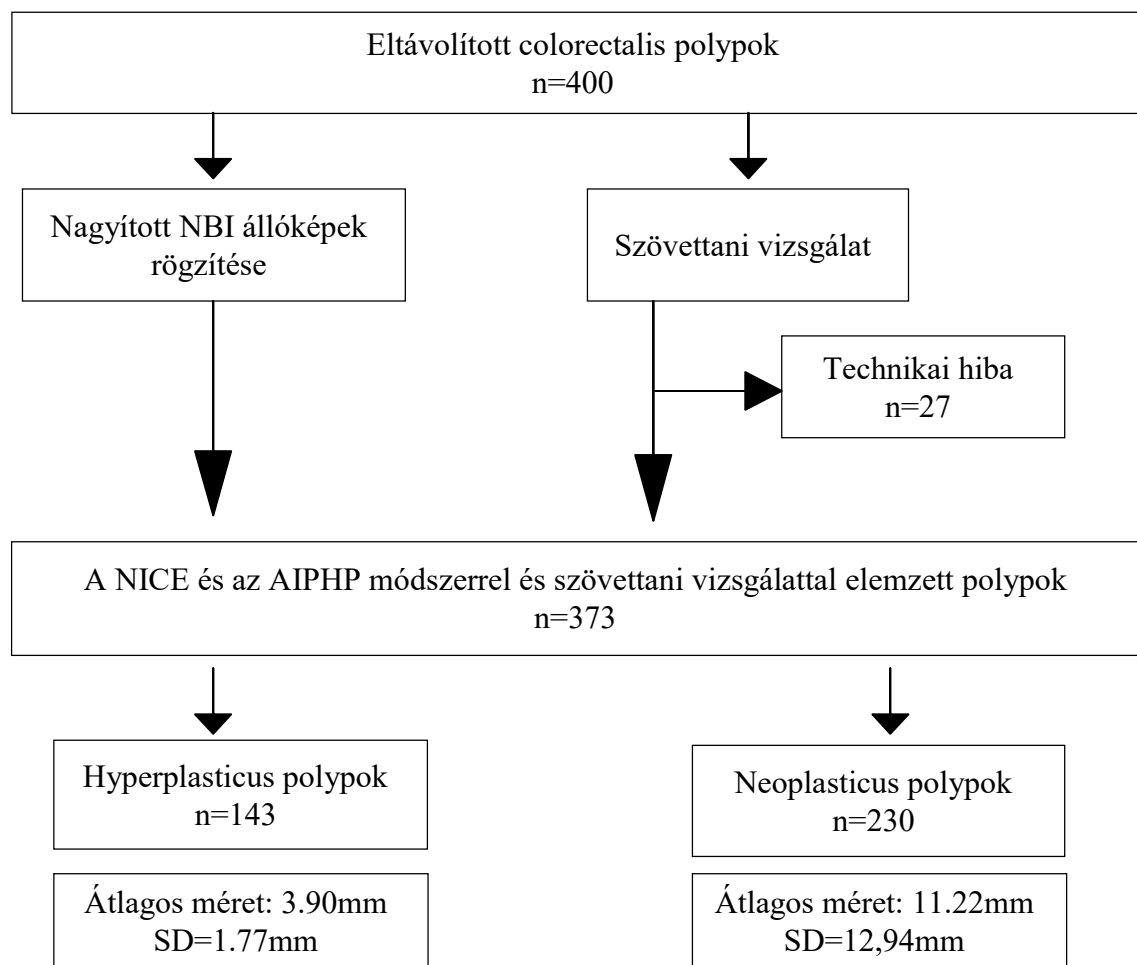 Eltávolított colorectalis polypok
n=400
Nagyított NBI állóképek
rögzítése
Szövettani vizsgálat
Technikai hiba
n=27
A NICE és az AIPHP módszerrel és szövettani vizsgálattal elemzett polypok
n=373
Hyperplasticus polypok
n=143
Neoplasticus polypok
n=230
Átlagos méret: 3.90mm
SD=1.77mm
Átlagos méret: 11.22mm
SD=12,94mm